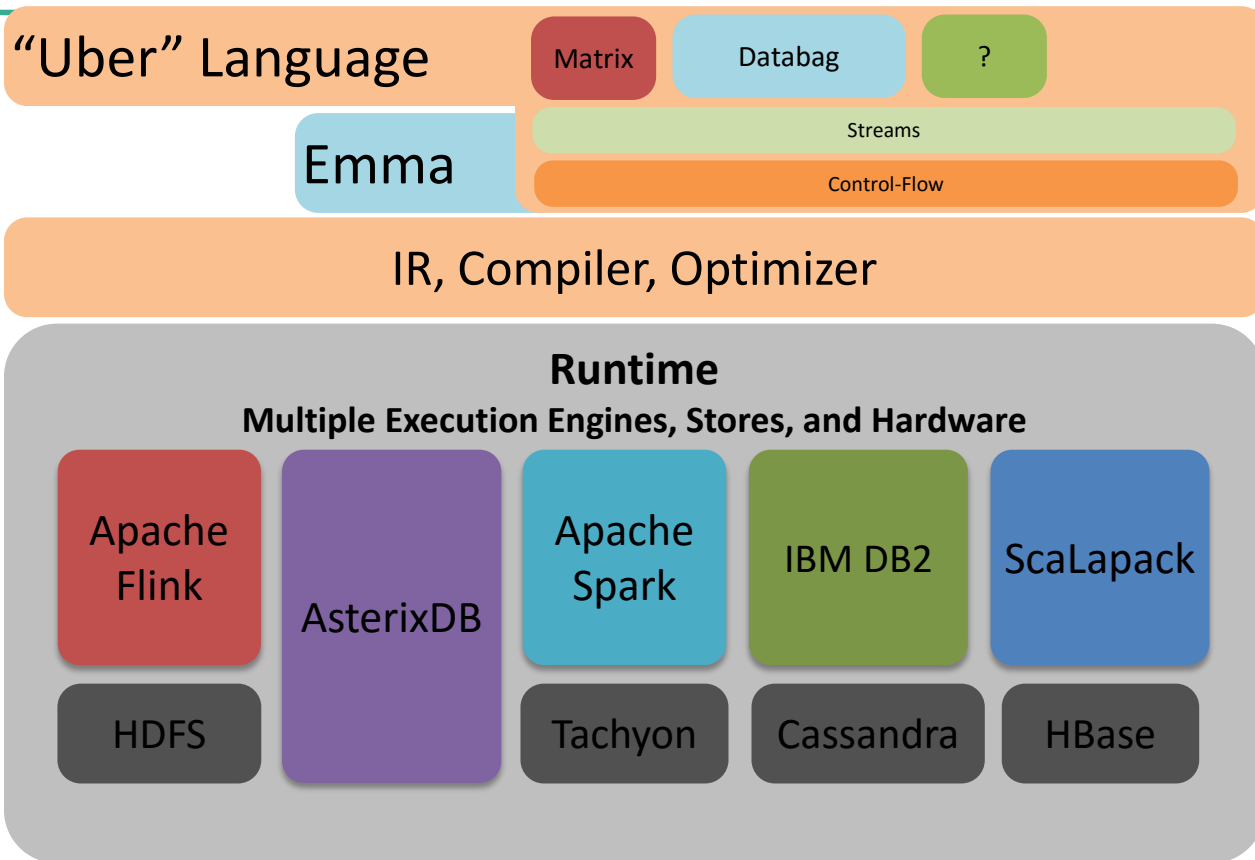 “Uber” Language
Matrix
Databag
?
Streams
Emma
Control-Flow
IR, Compiler, Optimizer
Runtime
Multiple Execution Engines, Stores, and Hardware
Apache
Flink
AsterixDB
Apache
Spark
IBM DB2
ScaLapack
HDFS
Tachyon
Cassandra
HBase